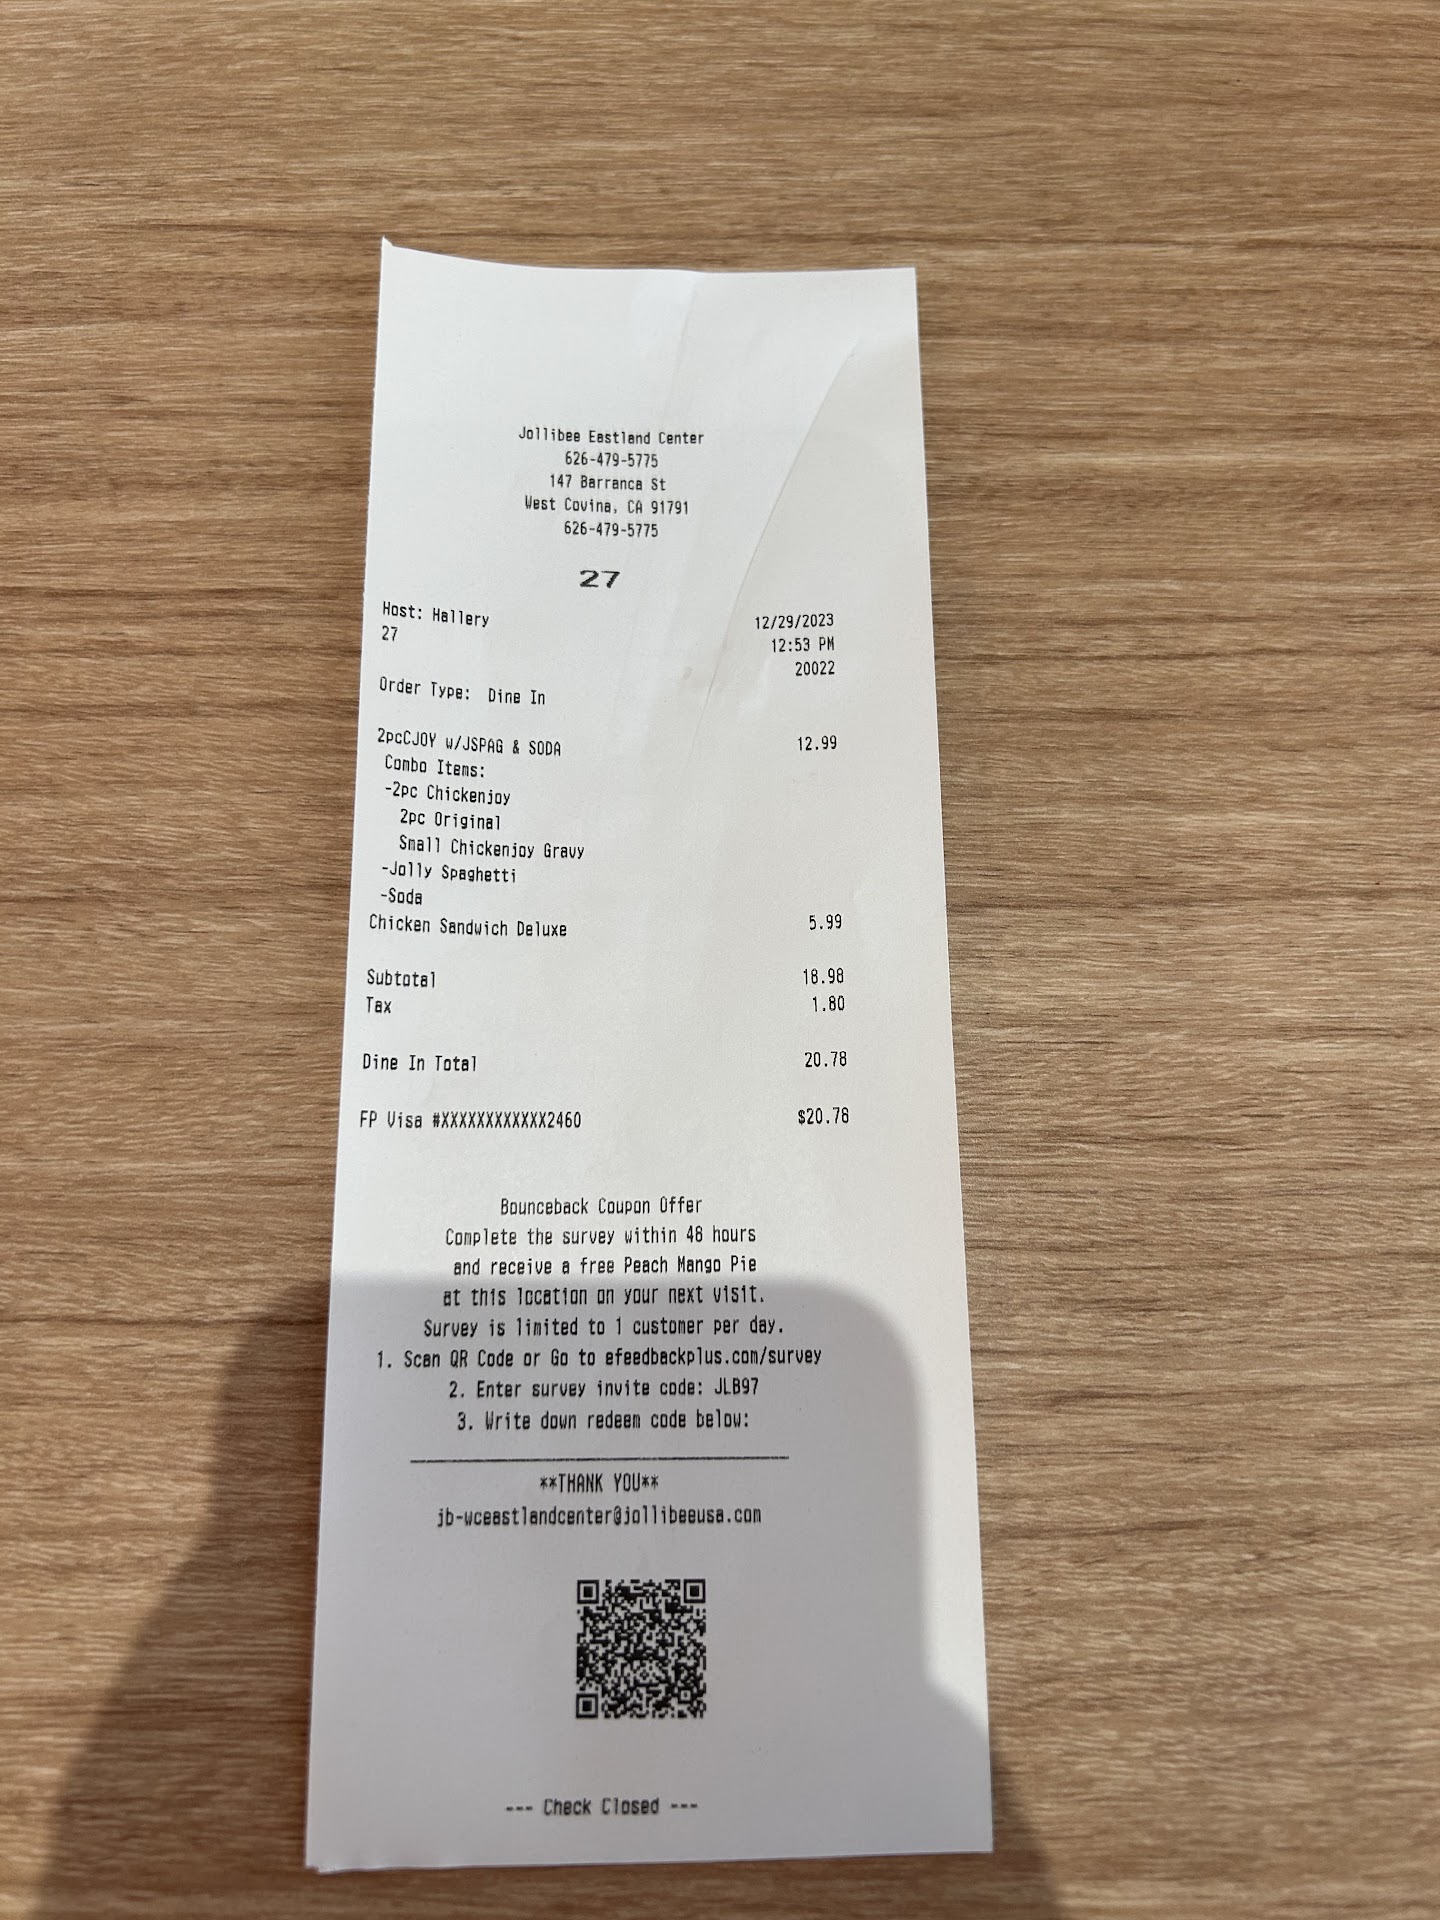 Jollibee Eastland Center
626-479-5775
147 Barranca St
West Covina, CA 91791
626-479-5775
27
Host: Hallery 12/29/2023
27 12:53 PM
20022
Order Type: Dine In
2pcCJOY w/JSPAG & SODA 12.99
Combo Items:
-2pc Chickenjoy
2pc Original
Small Chickenjoy Gravy
-Jolly Spaghetti
-Soda
Chicken Sandwich Deluxe 5.99
Subtotal 18.98
Tax 1.80
Dine In Total 20.78
FP Visa #XXXXXXXXXXXX2460 $20.78
Bounceback Coupon Offer
Complete the survey within 48 hours
and receive a free Peach Mango Pie
at this location on your next visit.
Survey is limited to 1 customer per day.
1. Scan QR Code or Go to efeedbackplus.com/survey
2. Enter survey invite code: JLB97
3. Write down redeem code below:
**THANK YOU**
jb-wceastlandcenter@jollibeeusa.com
--- Check Closed ---